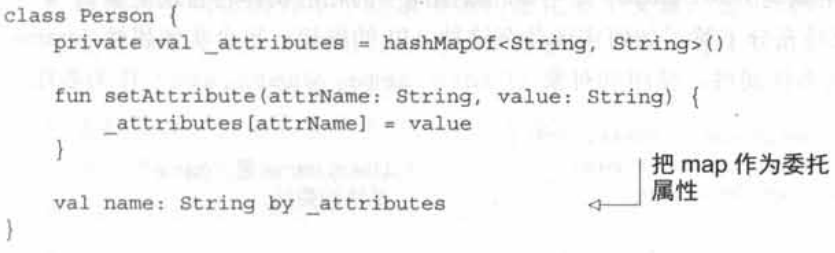 class Person {
    private val _attributes = hashMapOf<String, String>()
    fun setAttribute(attrName: String, value: String) {
        _attributes[attrName] = value
    }
    val name: String by _attributes
把 map 作为委托
属性
}